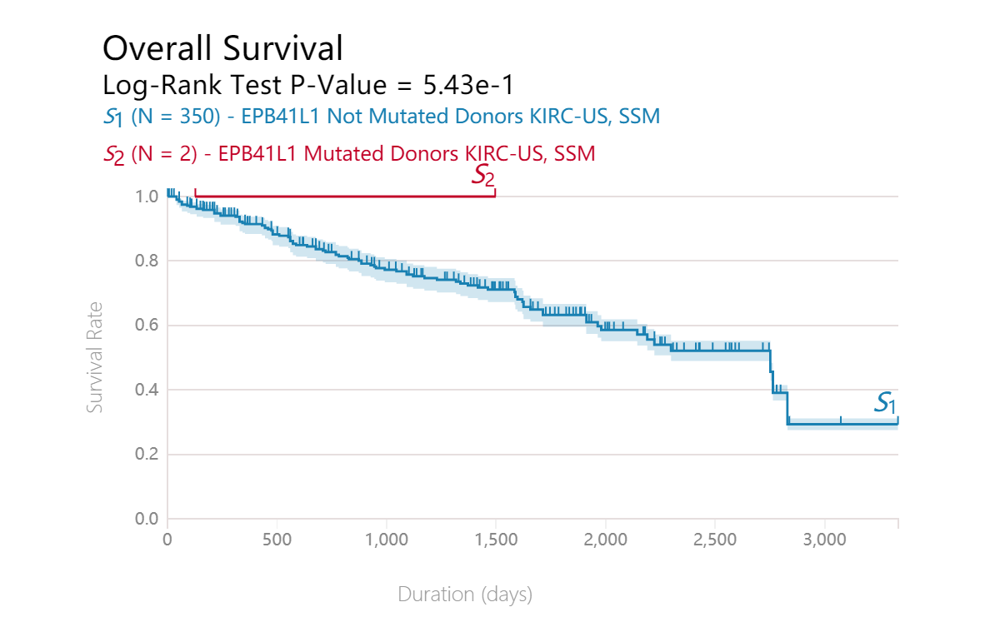 Overall Survival
Log-Rank Test P-Value = 5.43e-1
S1 (N = 350) - EPB41L1 Not Mutated Donors KIRC-US, SSM
S2 (N = 2) - EPB41L1 Mutated Donors KIRC-US, SSM
S2
1.0
0.8
0.6
0.4
S1
0.2
0.0
Survival Rate
0 500 1,000 1,500 2,000 2,500 3,000
Duration (days)